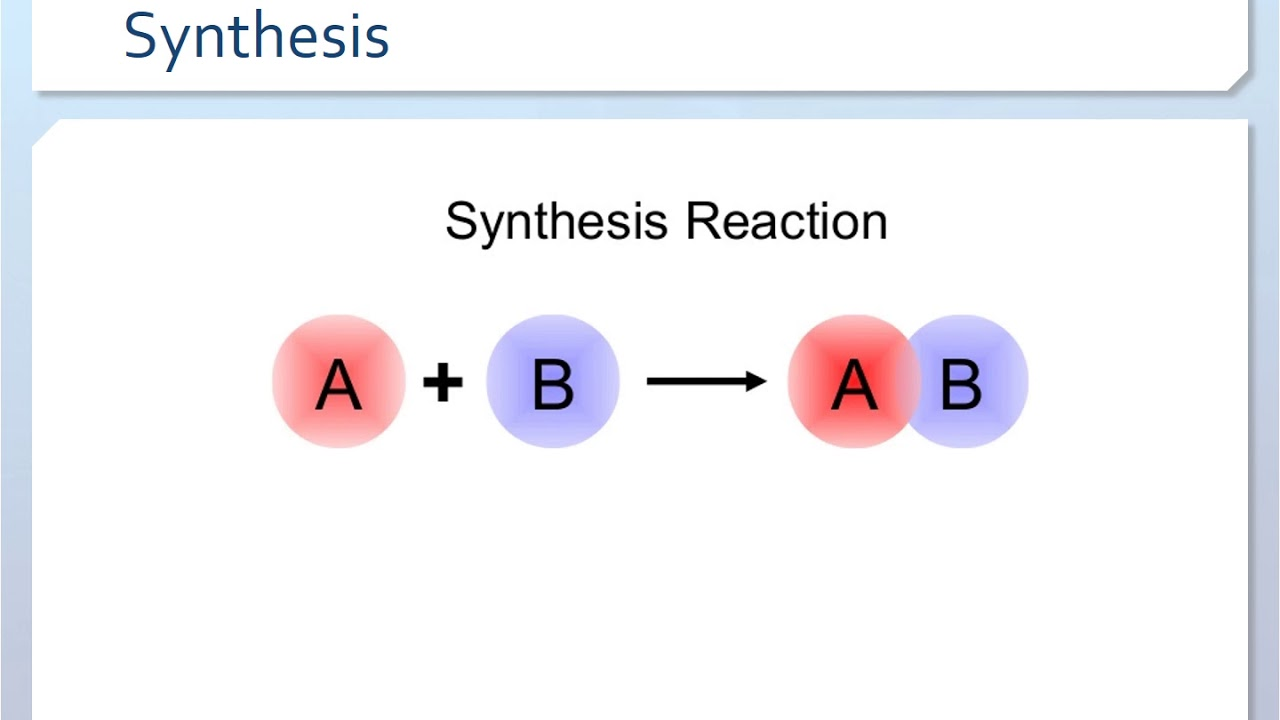 Synthesis
Synthesis Reaction
A + B → A B